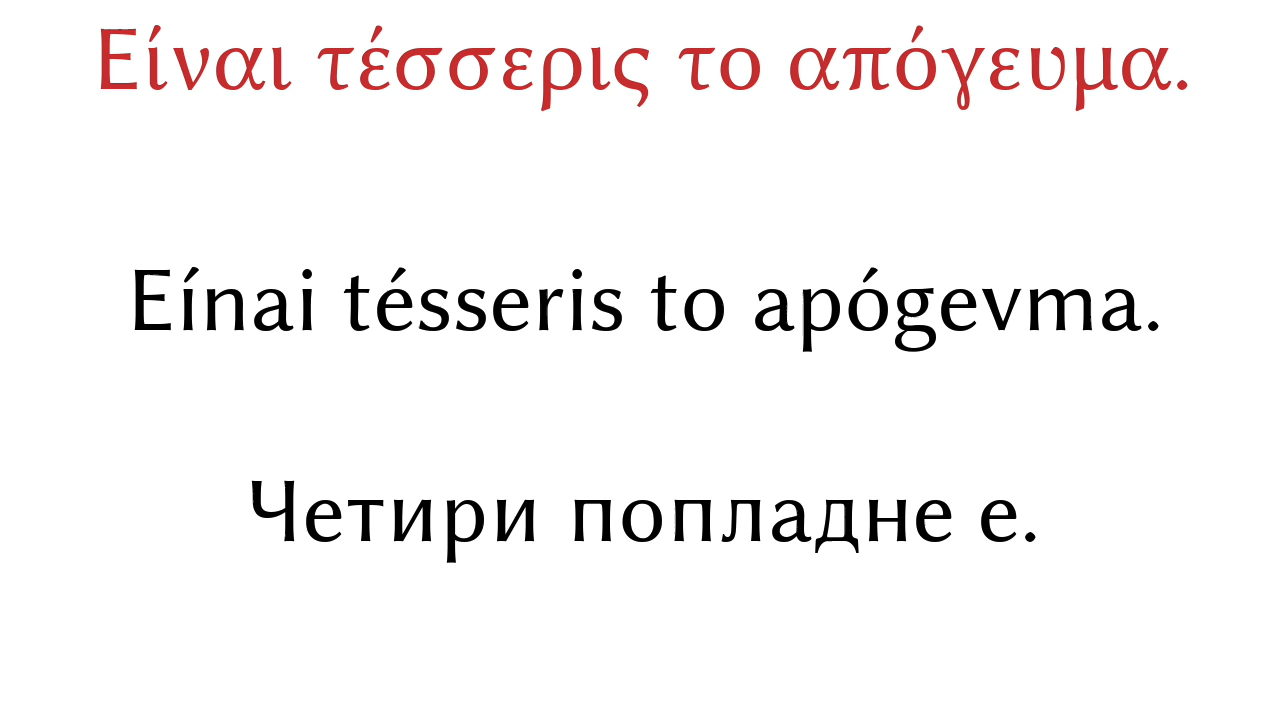 Είναι τέσσερις το απόγευμα.
Eínai tésseris to apógevma.
Четири попладне е.